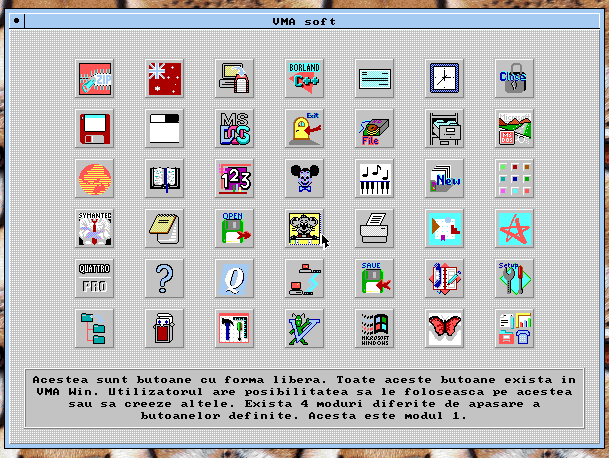 VMA soft
ZIP
BORLAND
C++
MS
DOS
Exit
File
123
New
SYMANTEC
OPEN
QUATTRO
PRO
?
Q
SAVE
Setup
V
MICROSOFT
WINDOWS
Acestea sunt butoane cu forma libera. Toate aceste butoane exista in
VMA Win. Utilizatorul are posibilitatea sa le foloseasca pe acestea
sau sa creeze altele. Exista 4 moduri diferite de apasare a
butoanelor definite. Acesta este modul 1.